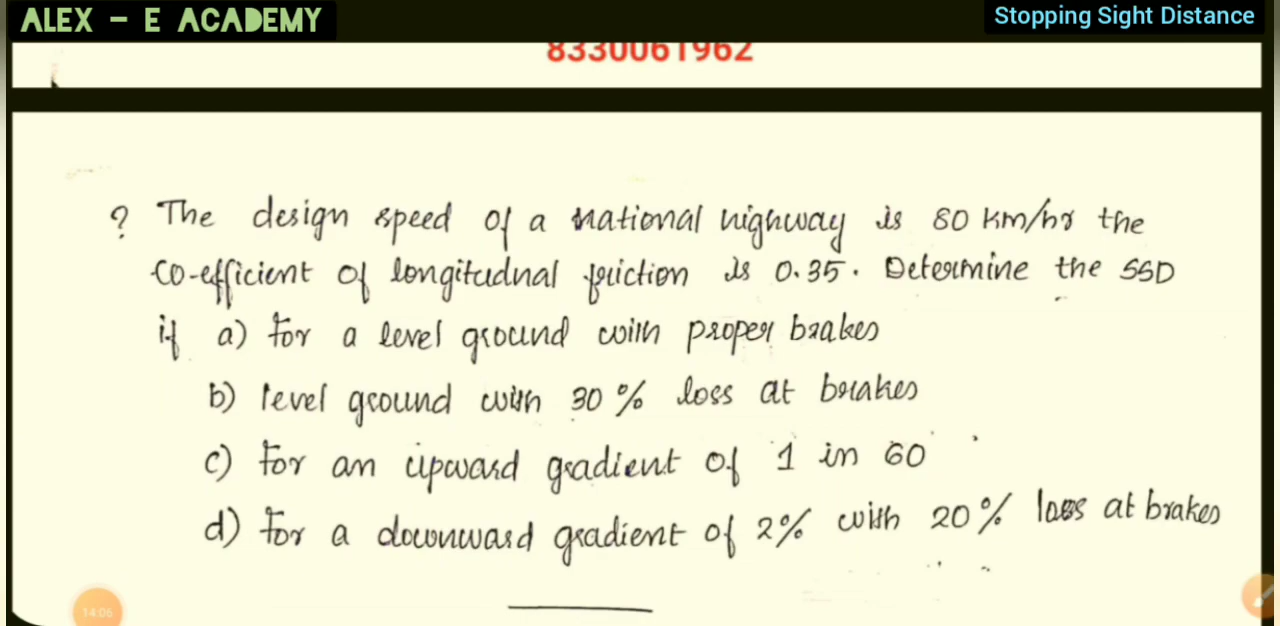 ALEX - E ACADEMY
Stopping Sight Distance
8330061962
? The design speed of a national highway is 80 km/hr the
co-efficient of longitudnal friction is 0.35. Determine the SSD
if a) for a level ground with proper brakes
b) level ground with 30% loss at brakes
c) for an upward gradient of 1 in 60
d) for a downward gradient of 2% with 20% loss at brakes
14:06